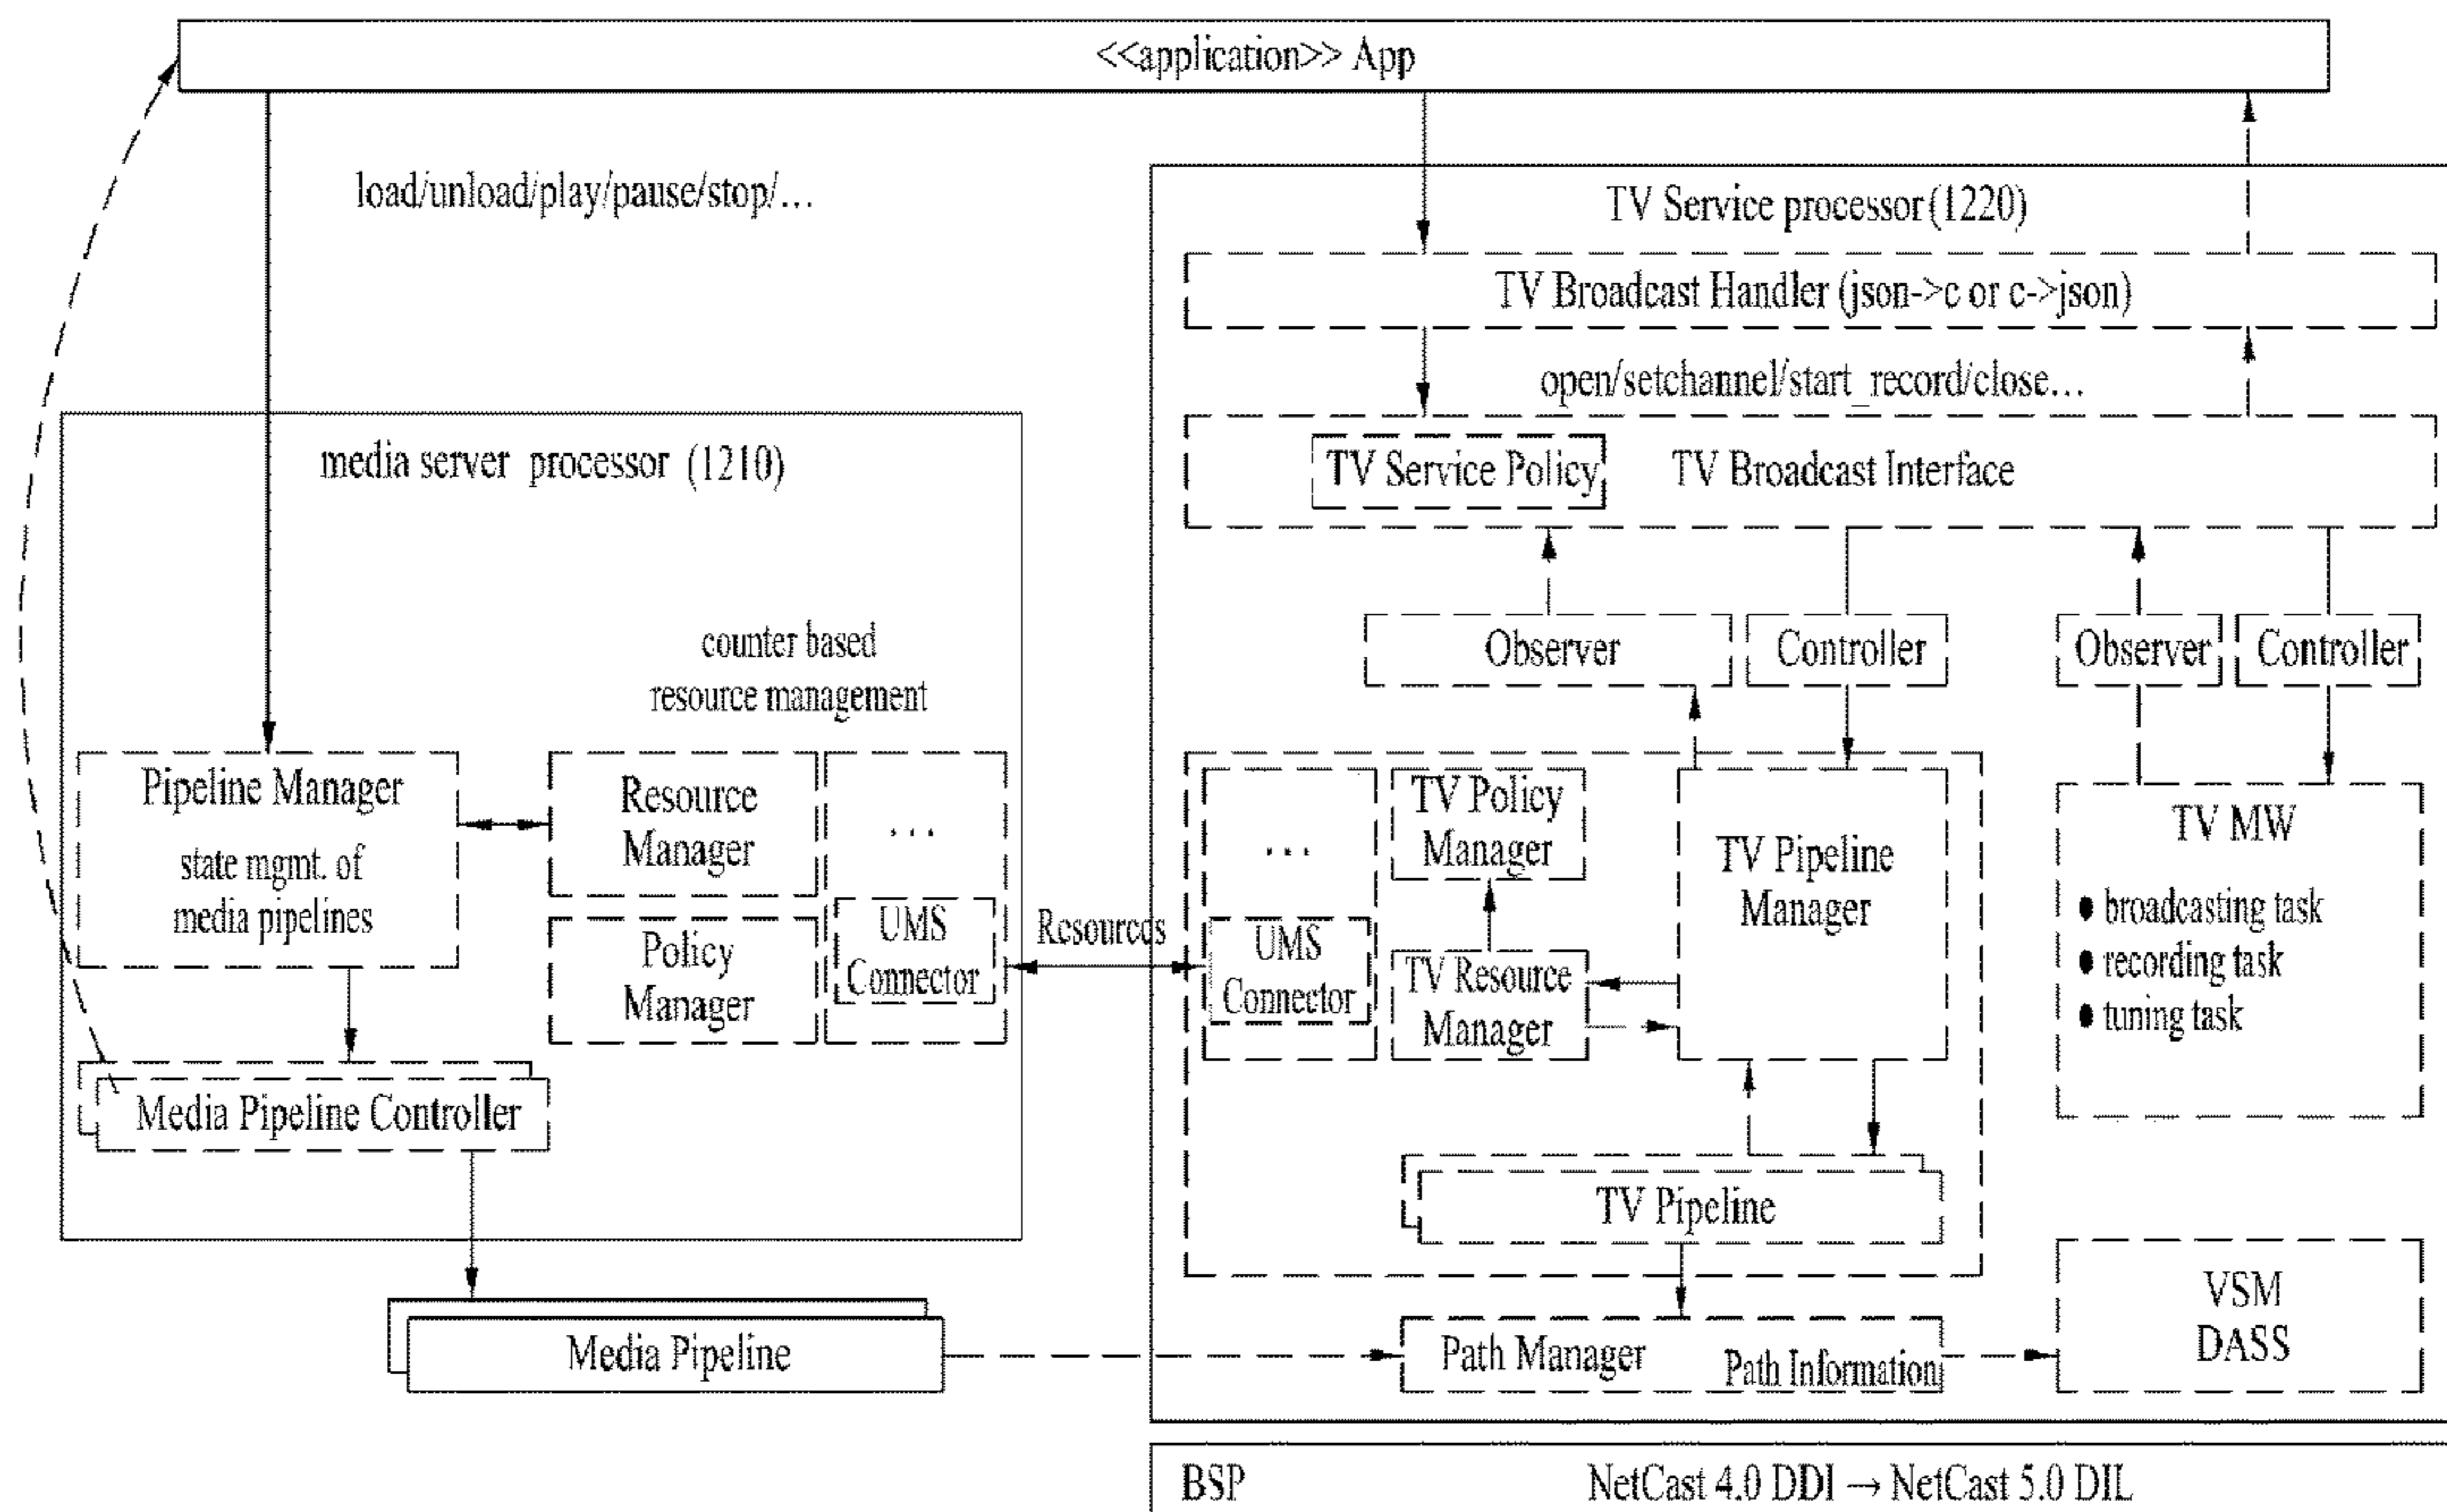 <<application>> App
load/unload/play/pause/stop/...
TV Service processor (1220)
TV Broadcast Handler (json->c or c->json)
open/setchannel/start_record/close...
media server processor (1210)
TV Service Policy
TV Broadcast Interface
counter based
resource management
Observer
Controller
Observer
Controller
Pipeline Manager
state mgmt. of
media pipelines
Resource
Manager
...
Policy
Manager
UMS
Connector
Resources
...
UMS
Connector
TV Policy
Manager
TV Resource
Manager
TV Pipeline
Manager
TV MW
● broadcasting task
● recording task
● tuning task
Media Pipeline Controller
TV Pipeline
Media Pipeline
Path Manager
Path Information
VSM
DASS
BSP
NetCast 4.0 DDI → NetCast 5.0 DIL